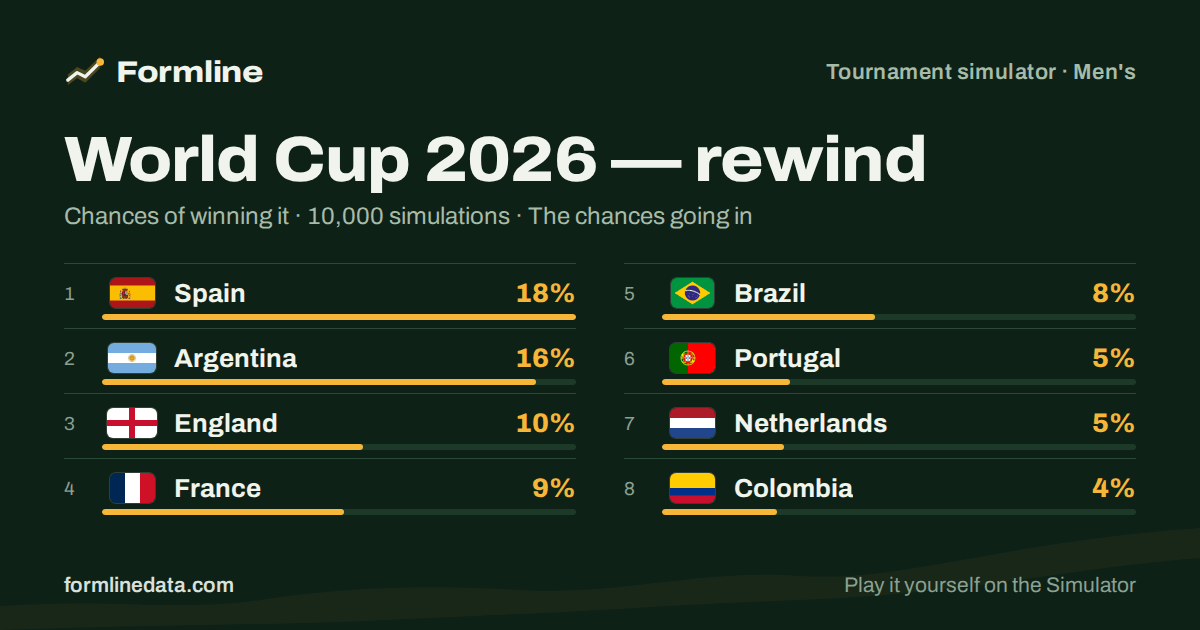 Formline
Tournament simulator · Men's
World Cup 2026 — rewind
Chances of winning it · 10,000 simulations · The chances going in
1 Spain 18%
2 Argentina 16%
3 England 10%
4 France 9%
5 Brazil 8%
6 Portugal 5%
7 Netherlands 5%
8 Colombia 4%
formlinedata.com
Play it yourself on the Simulator